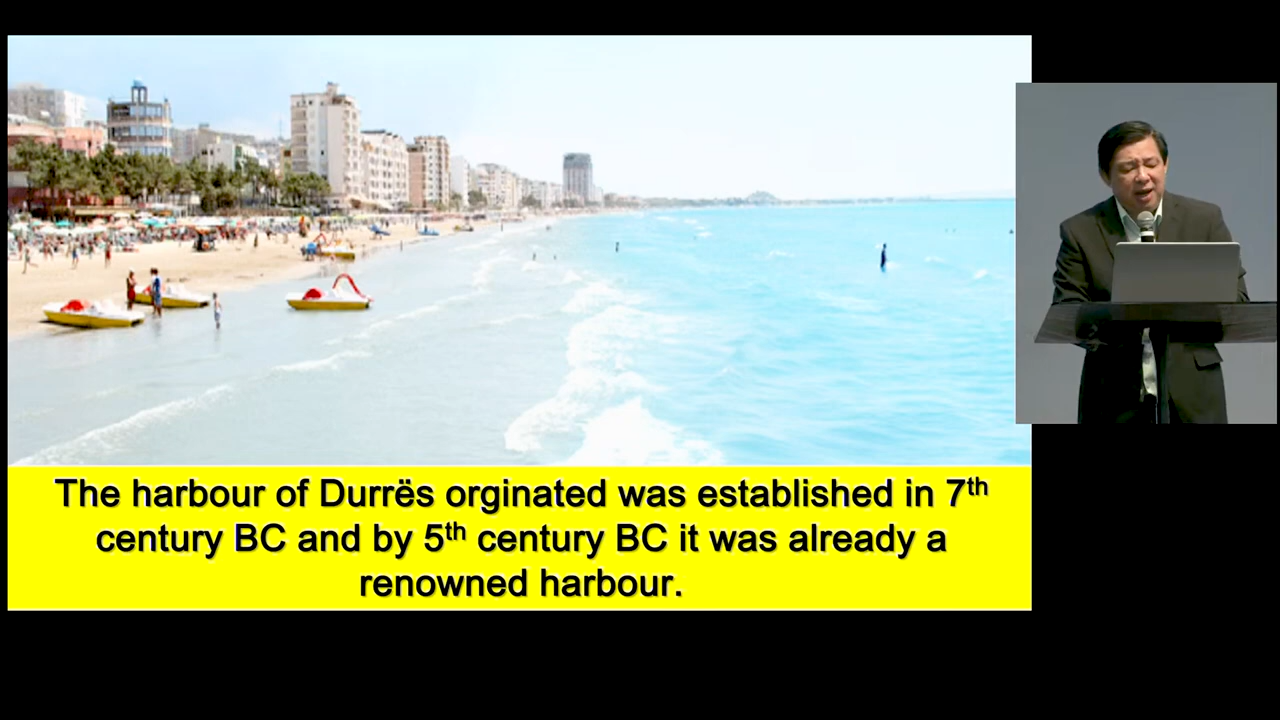 The harbour of Durrës orginated was established in 7th
century BC and by 5th century BC it was already a
renowned harbour.